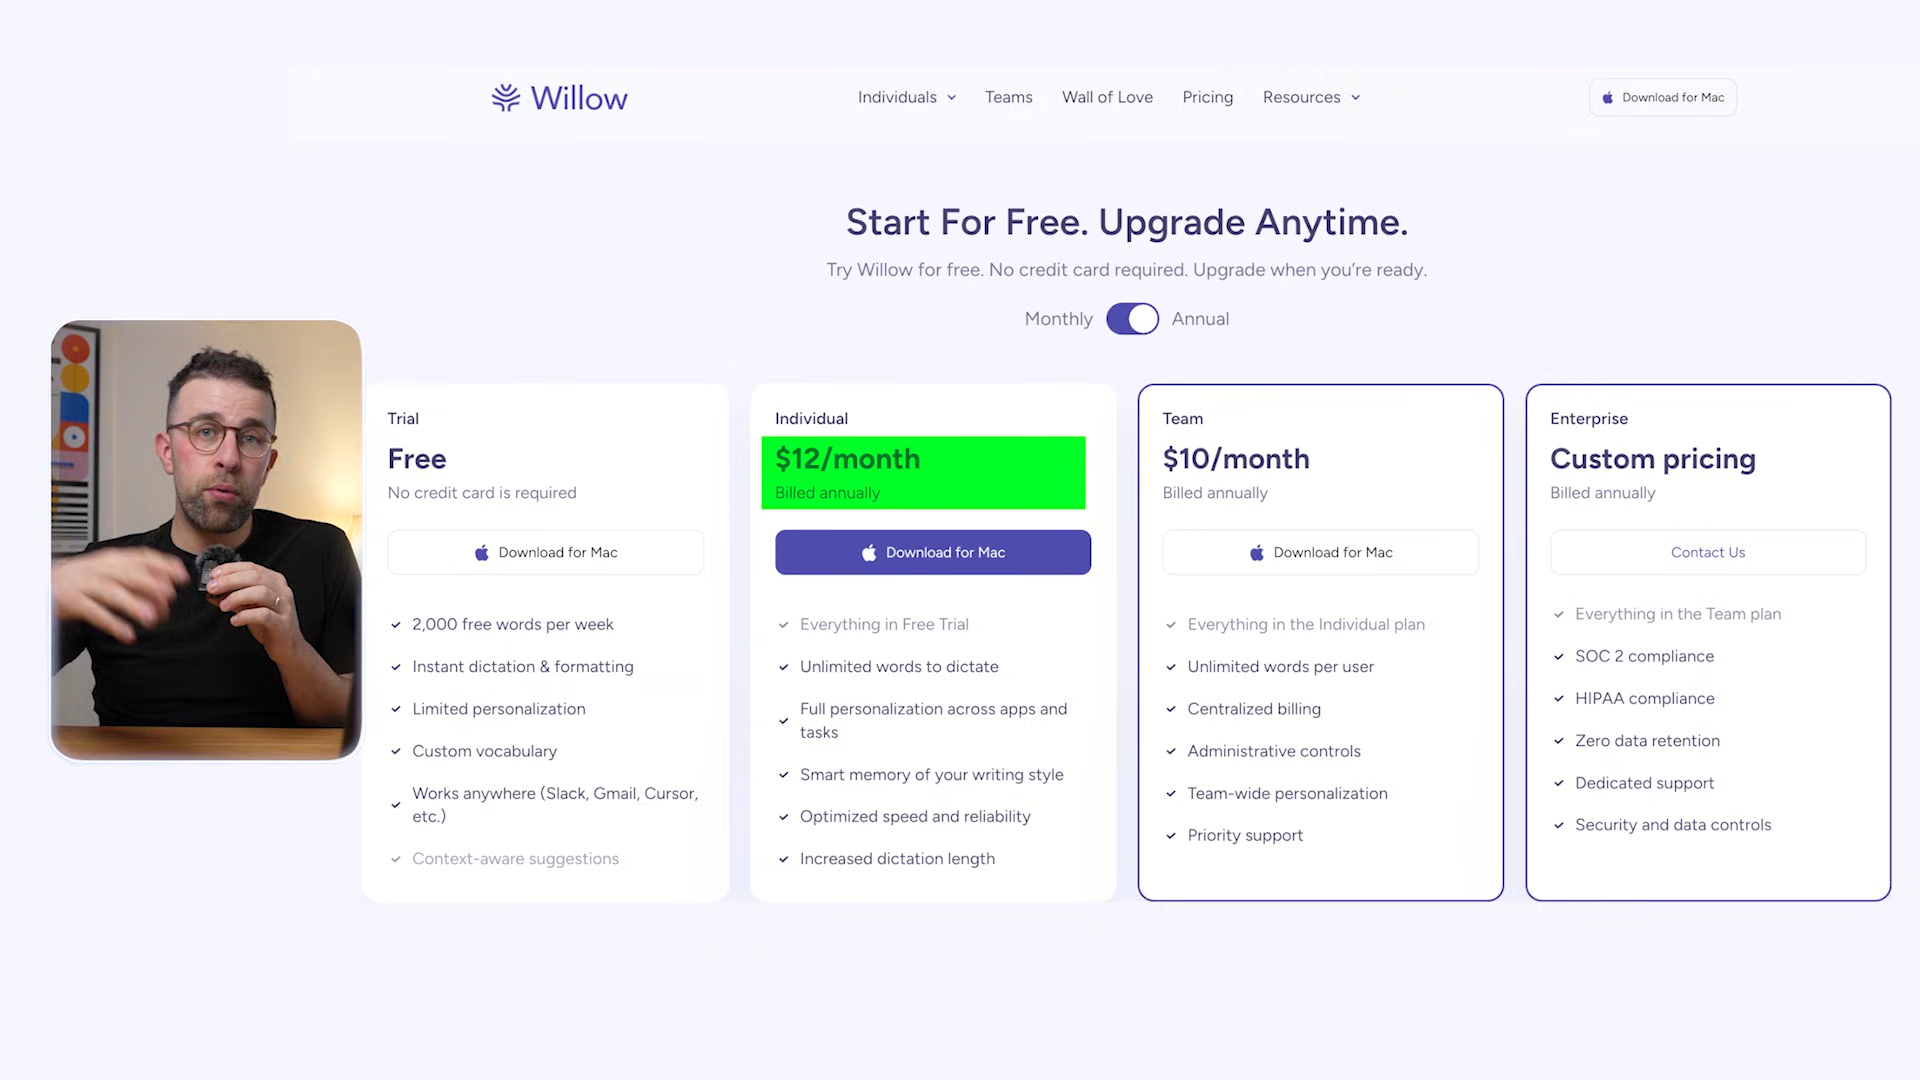 Willow
Individuals
Teams
Wall of Love
Pricing
Resources
Download for Mac
Start For Free. Upgrade Anytime.
Try Willow for free. No credit card required. Upgrade when you’re ready.
Monthly
Annual
Trial
Free
No credit card is required
Download for Mac
2,000 free words per week
Instant dictation & formatting
Limited personalization
Custom vocabulary
Works anywhere (Slack, Gmail, Cursor,
etc.)
Context-aware suggestions
Individual
$12/month
Billed annually
Download for Mac
Everything in Free Trial
Unlimited words to dictate
Full personalization across apps and
tasks
Smart memory of your writing style
Optimized speed and reliability
Increased dictation length
Team
$10/month
Billed annually
Download for Mac
Everything in the Individual plan
Unlimited words per user
Centralized billing
Administrative controls
Team-wide personalization
Priority support
Enterprise
Custom pricing
Billed annually
Contact Us
Everything in the Team plan
SOC 2 compliance
HIPAA compliance
Zero data retention
Dedicated support
Security and data controls